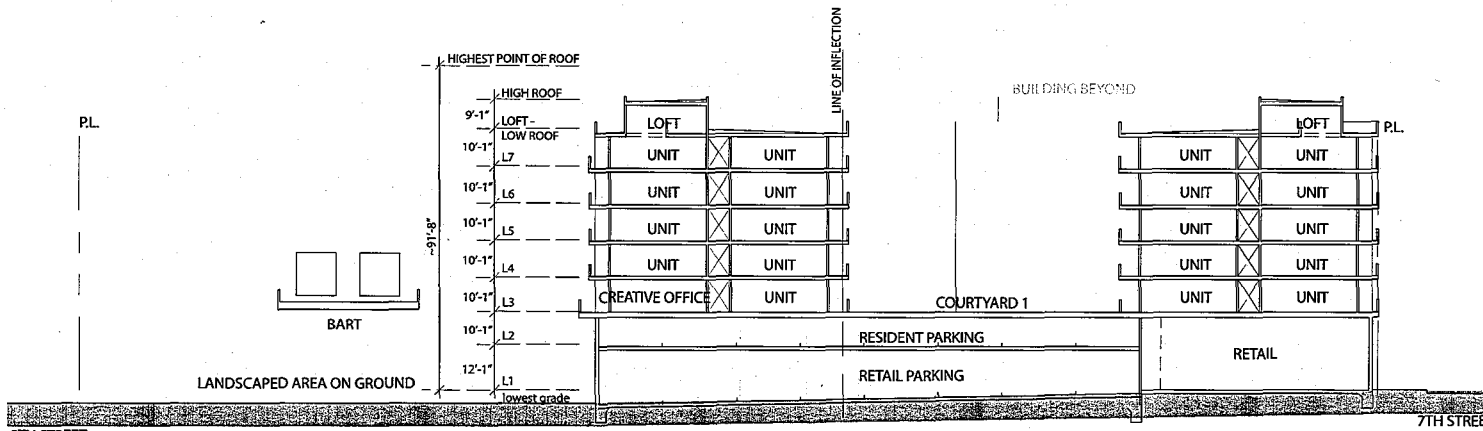 HIGHEST POINT OF ROOF
LINE OF INFLECTION
HIGH ROOF
BUILDING BEYOND
9'-1"
LOFT -
LOW ROOF
LOFT
LOFT
P.L.
P.L.
10'-1"
L7
UNIT
UNIT
UNIT
UNIT
10'-1"
L6
UNIT
UNIT
UNIT
UNIT
10'-1"
L5
UNIT
UNIT
UNIT
UNIT
~91'-8"
10'-1"
L4
UNIT
UNIT
UNIT
UNIT
10'-1"
L3
CREATIVE OFFICE
UNIT
COURTYARD 1
UNIT
UNIT
BART
10'-1"
L2
RESIDENT PARKING
RETAIL
12'-1"
LANDSCAPED AREA ON GROUND
L1
RETAIL PARKING
lowest grade
7TH STREE